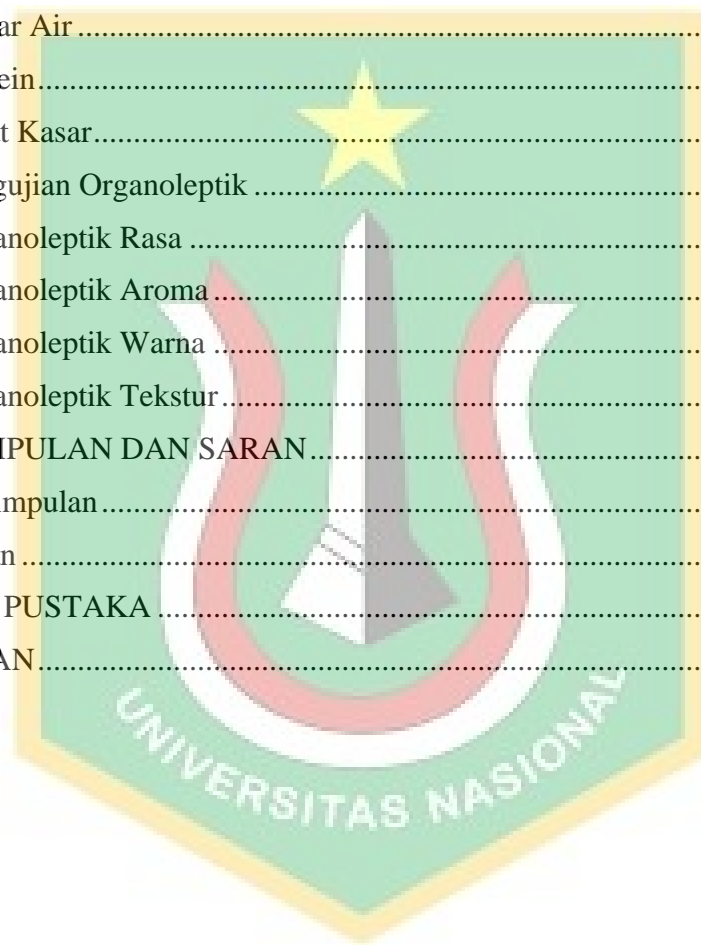 ar Air
ein
t Kasar
gujian Organoleptik
anoleptik Rasa
anoleptik Aroma
anoleptik Warna
anoleptik Tekstur
IPULAN DAN SARAN
impulan
n
PUSTAKA
AN
UNIVERSITAS NASIONAL